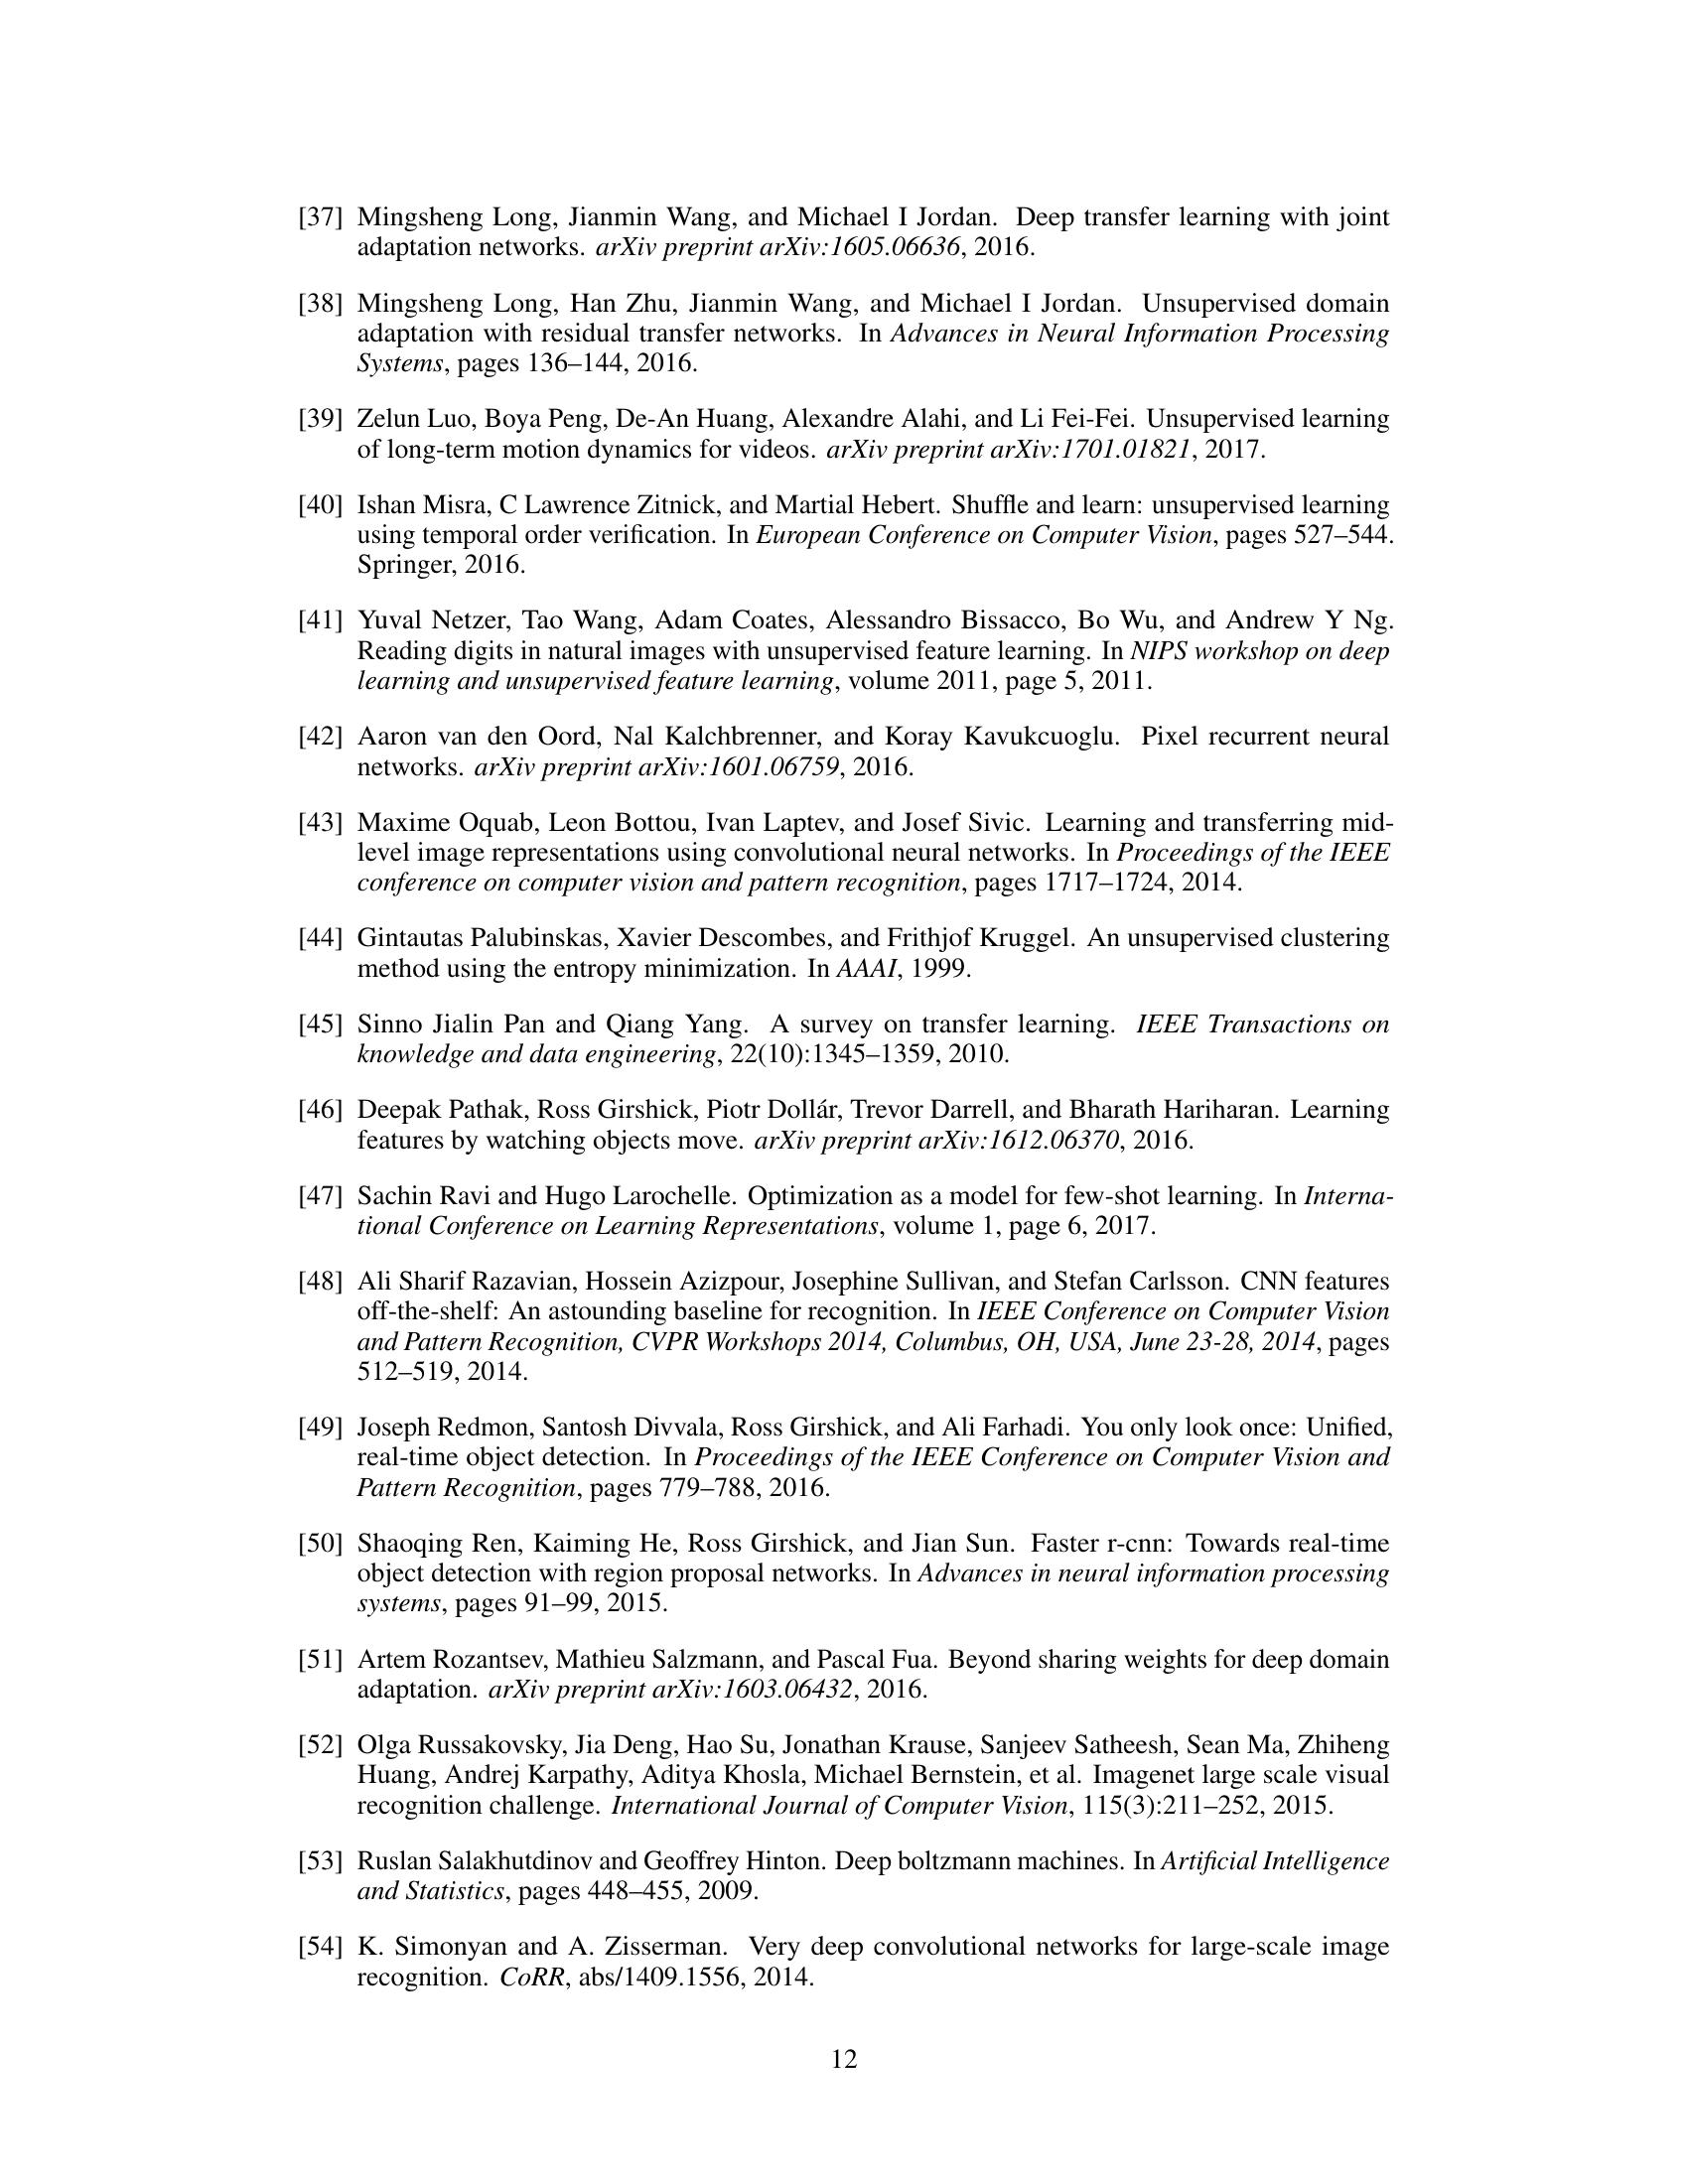 [37] Mingsheng Long, Jianmin Wang, and Michael I Jordan. Deep transfer learning with joint
adaptation networks. arXiv preprint arXiv:1605.06636, 2016.
[38] Mingsheng Long, Han Zhu, Jianmin Wang, and Michael I Jordan. Unsupervised domain
adaptation with residual transfer networks. In Advances in Neural Information Processing
Systems, pages 136–144, 2016.
[39] Zelun Luo, Boya Peng, De-An Huang, Alexandre Alahi, and Li Fei-Fei. Unsupervised learning
of long-term motion dynamics for videos. arXiv preprint arXiv:1701.01821, 2017.
[40] Ishan Misra, C Lawrence Zitnick, and Martial Hebert. Shuffle and learn: unsupervised learning
using temporal order verification. In European Conference on Computer Vision, pages 527–544.
Springer, 2016.
[41] Yuval Netzer, Tao Wang, Adam Coates, Alessandro Bissacco, Bo Wu, and Andrew Y Ng.
Reading digits in natural images with unsupervised feature learning. In NIPS workshop on deep
learning and unsupervised feature learning, volume 2011, page 5, 2011.
[42] Aaron van den Oord, Nal Kalchbrenner, and Koray Kavukcuoglu. Pixel recurrent neural
networks. arXiv preprint arXiv:1601.06759, 2016.
[43] Maxime Oquab, Leon Bottou, Ivan Laptev, and Josef Sivic. Learning and transferring mid-
level image representations using convolutional neural networks. In Proceedings of the IEEE
conference on computer vision and pattern recognition, pages 1717–1724, 2014.
[44] Gintautas Palubinskas, Xavier Descombes, and Frithjof Kruggel. An unsupervised clustering
method using the entropy minimization. In AAAI, 1999.
[45] Sinno Jialin Pan and Qiang Yang. A survey on transfer learning. IEEE Transactions on
knowledge and data engineering, 22(10):1345–1359, 2010.
[46] Deepak Pathak, Ross Girshick, Piotr Dollár, Trevor Darrell, and Bharath Hariharan. Learning
features by watching objects move. arXiv preprint arXiv:1612.06370, 2016.
[47] Sachin Ravi and Hugo Larochelle. Optimization as a model for few-shot learning. In Interna-
tional Conference on Learning Representations, volume 1, page 6, 2017.
[48] Ali Sharif Razavian, Hossein Azizpour, Josephine Sullivan, and Stefan Carlsson. CNN features
off-the-shelf: An astounding baseline for recognition. In IEEE Conference on Computer Vision
and Pattern Recognition, CVPR Workshops 2014, Columbus, OH, USA, June 23-28, 2014, pages
512–519, 2014.
[49] Joseph Redmon, Santosh Divvala, Ross Girshick, and Ali Farhadi. You only look once: Unified,
real-time object detection. In Proceedings of the IEEE Conference on Computer Vision and
Pattern Recognition, pages 779–788, 2016.
[50] Shaoqing Ren, Kaiming He, Ross Girshick, and Jian Sun. Faster r-cnn: Towards real-time
object detection with region proposal networks. In Advances in neural information processing
systems, pages 91–99, 2015.
[51] Artem Rozantsev, Mathieu Salzmann, and Pascal Fua. Beyond sharing weights for deep domain
adaptation. arXiv preprint arXiv:1603.06432, 2016.
[52] Olga Russakovsky, Jia Deng, Hao Su, Jonathan Krause, Sanjeev Satheesh, Sean Ma, Zhiheng
Huang, Andrej Karpathy, Aditya Khosla, Michael Bernstein, et al. Imagenet large scale visual
recognition challenge. International Journal of Computer Vision, 115(3):211–252, 2015.
[53] Ruslan Salakhutdinov and Geoffrey Hinton. Deep boltzmann machines. In Artificial Intelligence
and Statistics, pages 448–455, 2009.
[54] K. Simonyan and A. Zisserman. Very deep convolutional networks for large-scale image
recognition. CoRR, abs/1409.1556, 2014.
12